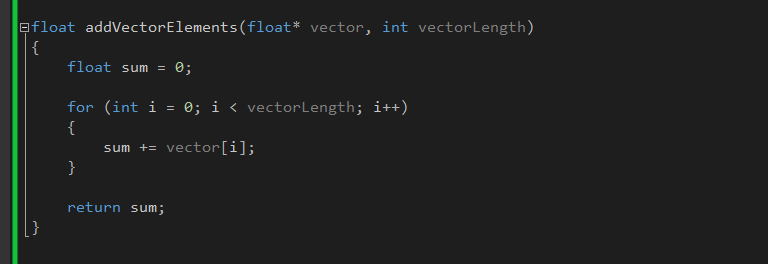 float addVectorElements(float* vector, int vectorLength)
{
    float sum = 0;
    for (int i = 0; i < vectorLength; i++)
    {
        sum += vector[i];
    }
    return sum;
}